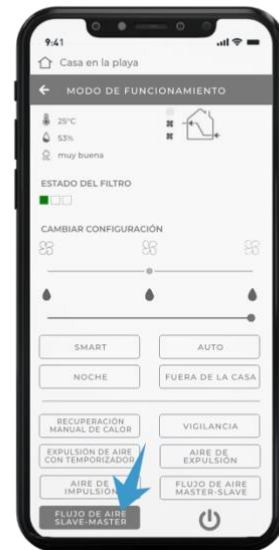 9:41
Casa en la playa
MODO DE FUNCIONAMIENTO
25°C
53%
muy buena
ESTADO DEL FILTRO
CAMBIAR CONFIGURACIÓN
SMART
AUTO
NOCHE
FUERA DE LA CASA
RECUPERACIÓN
MANUAL DE CALOR
VIGILANCIA
EXPULSIÓN DE AIRE
CON TEMPORIZADOR
AIRE DE
EXPULSIÓN
AIRE DE
IMPULSIÓN
FLUJO DE AIRE
MASTER-SLAVE
FLUJO DE AIRE
SLAVE-MASTER